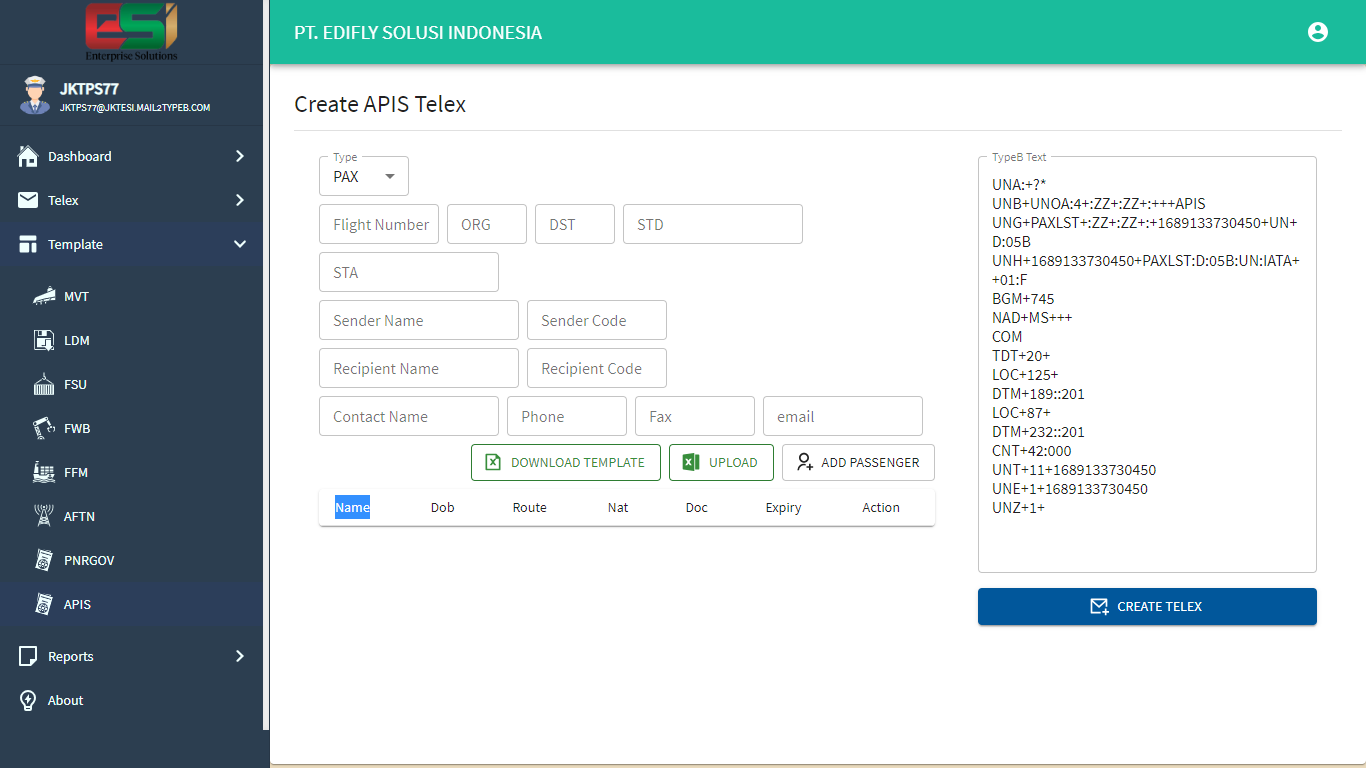 ESi
Enterprise Solutions
PT. EDIFLY SOLUSI INDONESIA
JKTPS77
JKTPS77@JKTESI.MAIL2TYPEB.COM
Dashboard
Telex
Template
MVT
LDM
FSU
FWB
FFM
AFTN
PNRGOV
APIS
Reports
About
Create APIS Telex
Type
PAX
Flight Number ORG DST STD
STA
Sender Name Sender Code
Recipient Name Recipient Code
Contact Name Phone Fax email
DOWNLOAD TEMPLATE UPLOAD ADD PASSENGER
Name Dob Route Nat Doc Expiry Action
TypeB Text
UNA:+?*
UNB+UNOA:4+:ZZ+:ZZ+:+++APIS
UNG+PAXLST+:ZZ+:ZZ+:+1689133730450+UN+
D:05B
UNH+1689133730450+PAXLST:D:05B:UN:IATA+
+01:F
BGM+745
NAD+MS+++
COM
TDT+20+
LOC+125+
DTM+189::201
LOC+87+
DTM+232::201
CNT+42:000
UNT+11+1689133730450
UNE+1+1689133730450
UNZ+1+
CREATE TELEX